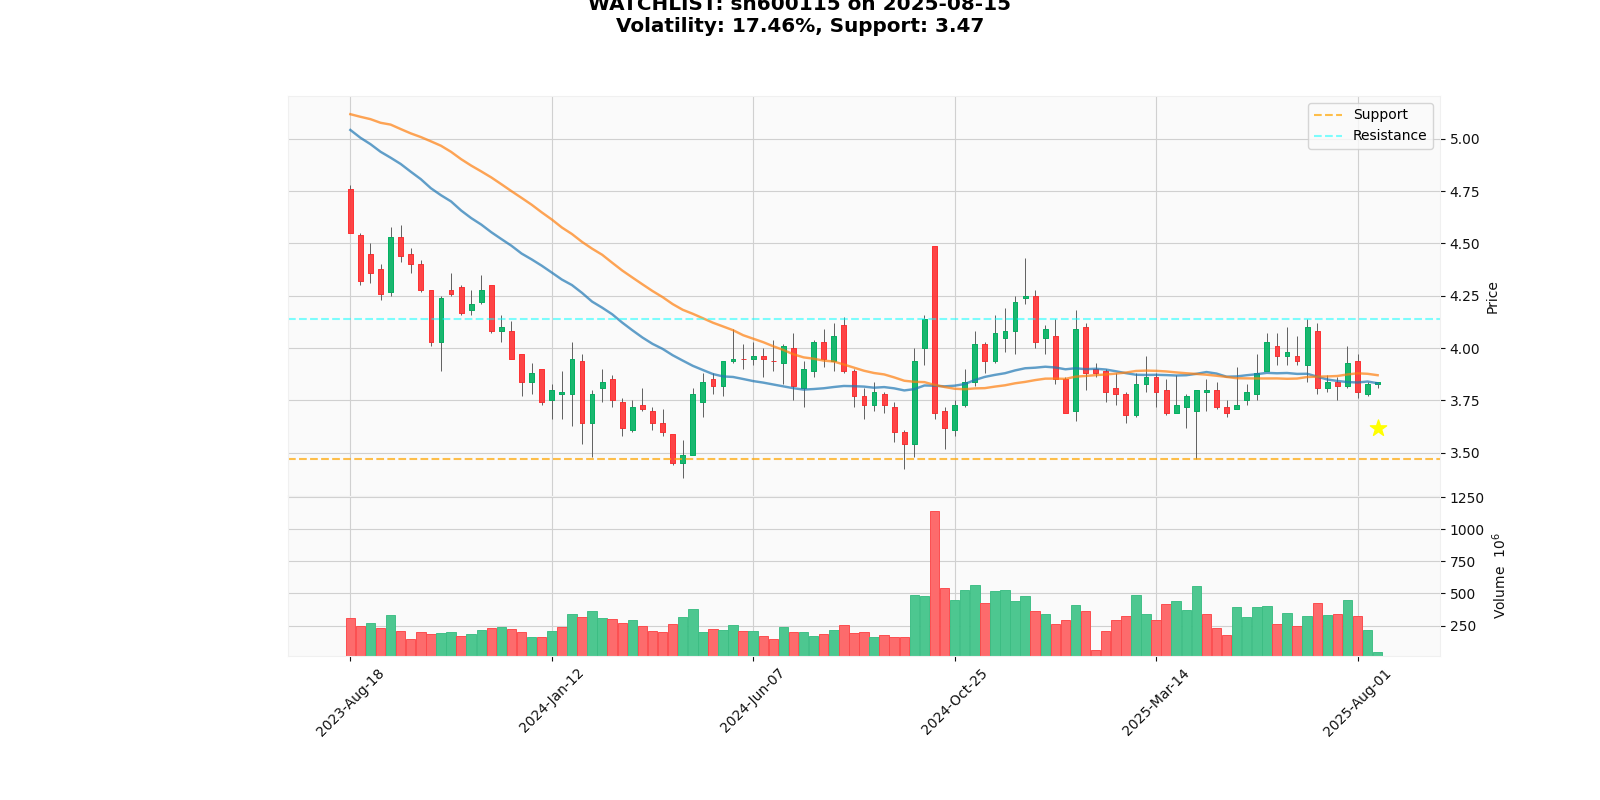 WATCHLIST: sh600115 on 2025-08-15
Volatility: 17.46%, Support: 3.47
Support
Resistance
5.00
4.75
4.50
4.25
4.00
3.75
3.50
Price
1250
1000
750
500
250
Volume 10⁶
2023-Aug-18
2024-Jan-12
2024-Jun-07
2024-Oct-25
2025-Mar-14
2025-Aug-01